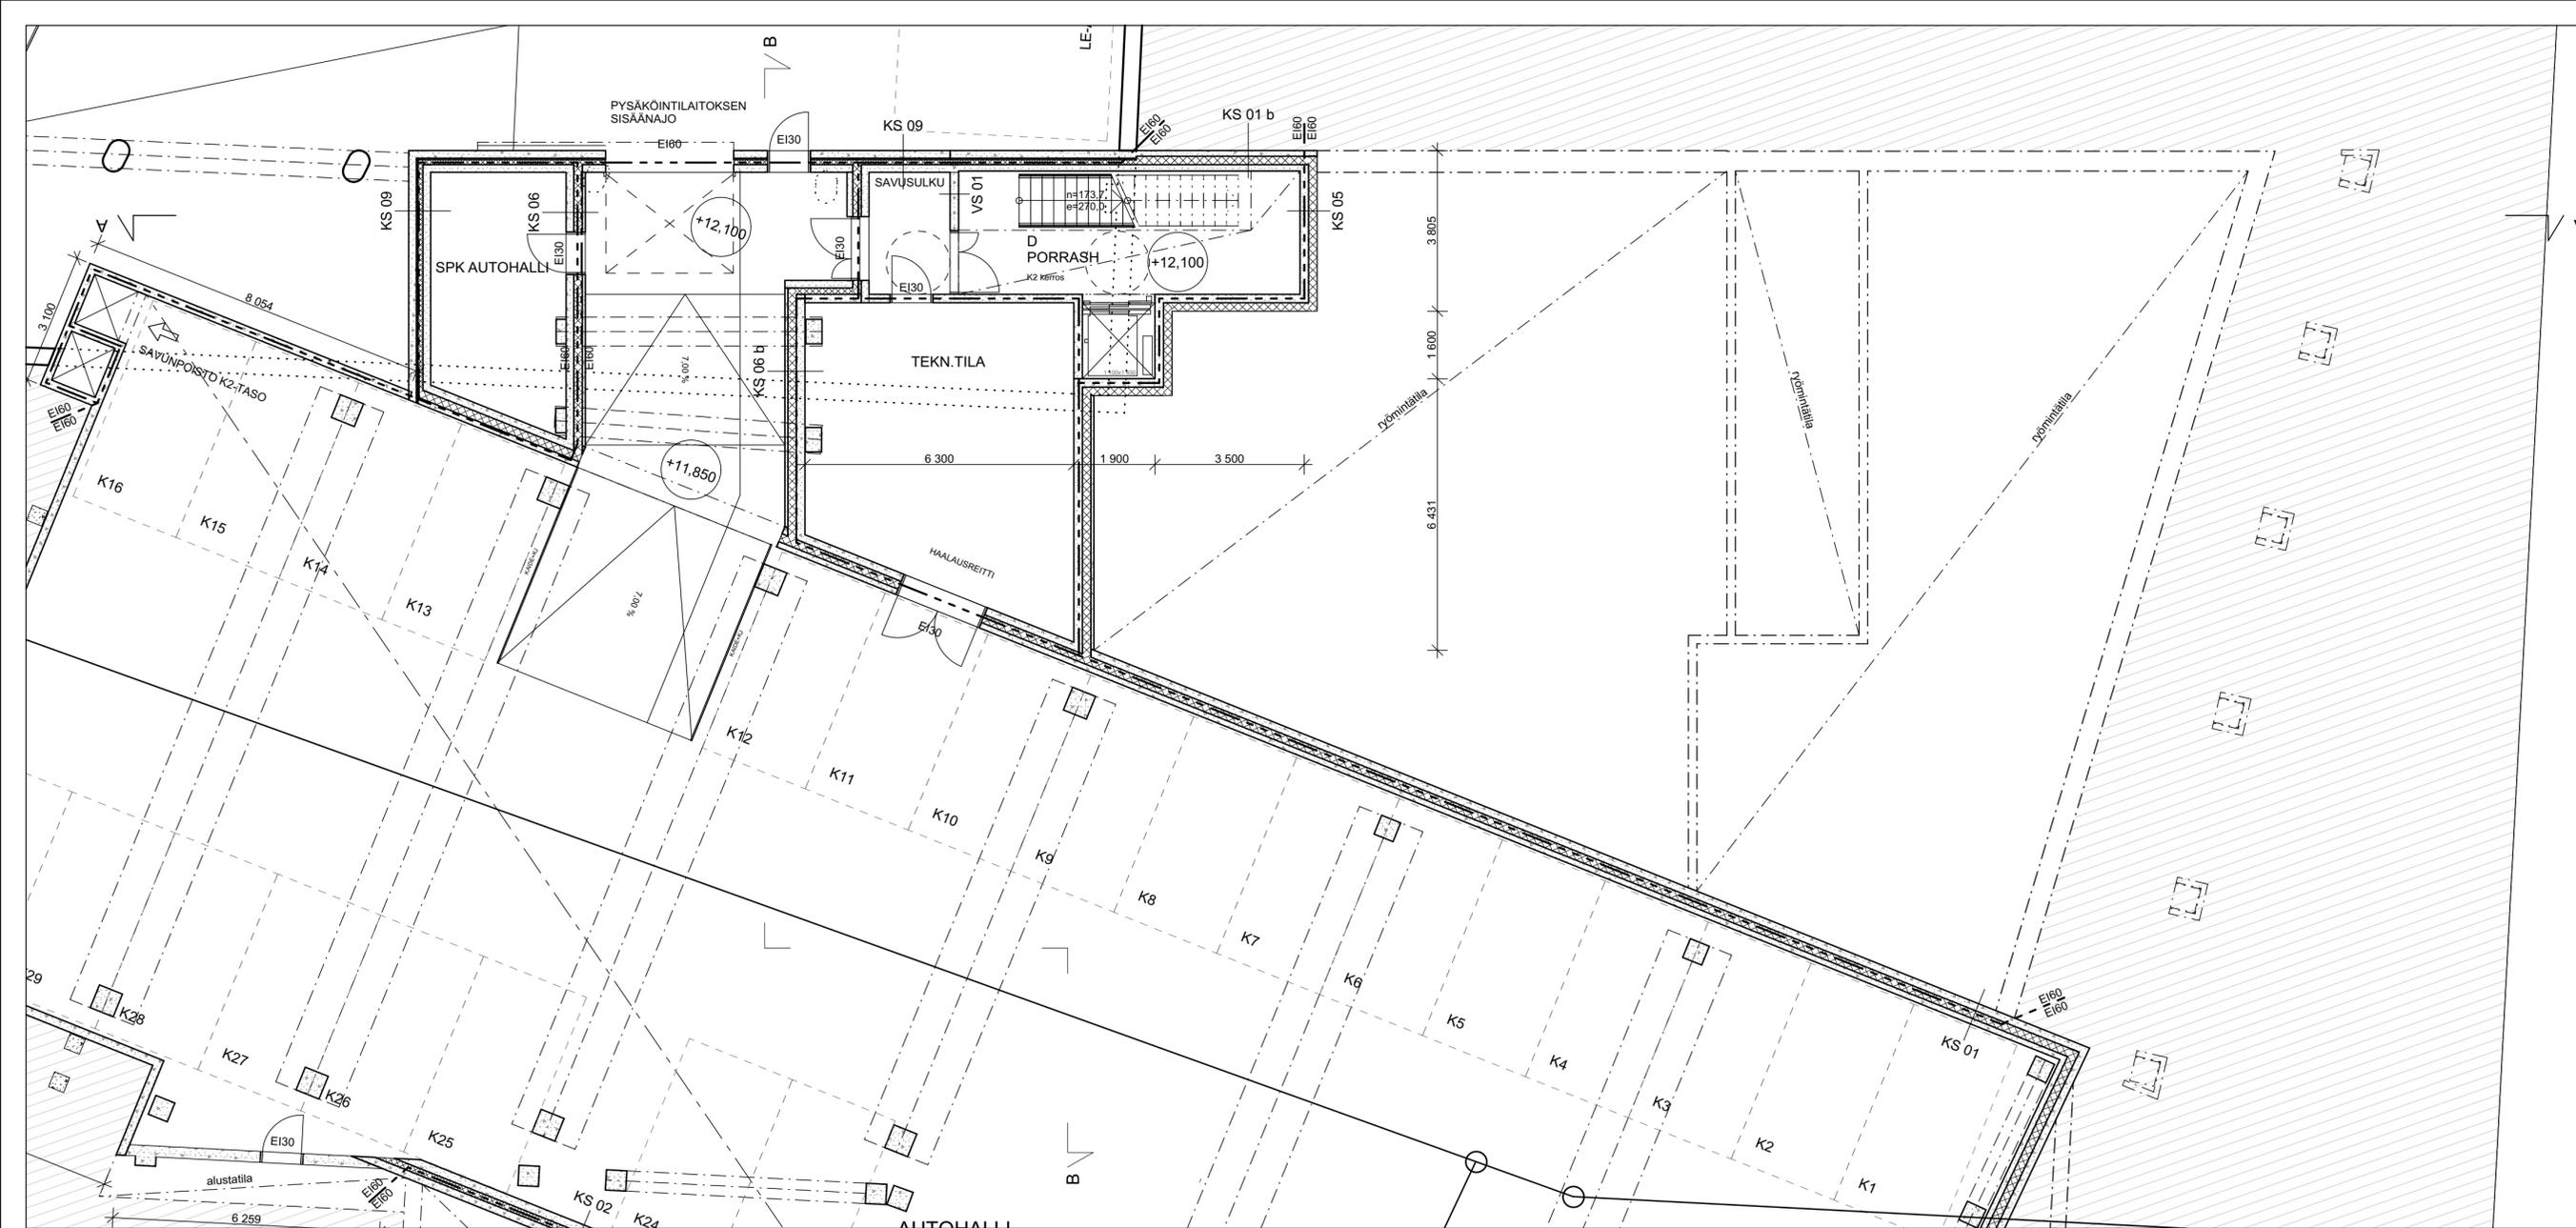 B
LE-
PYSÄKÖINTILAITOKSEN
SISÄÄNAJO
EI60
EI30
KS 09
EI60
EI60
KS 01 b
EI60
EI60
KS 09
KS 06
SAVUSULKU
VS 01
n=173,7
e=270,0
KS 05
3 805
A
+12,100
EI30
EI30
SPK AUTOHALLI
D
PORRASH
K2 kerros
+12,100
EI30
8 054
3 100
SAVUNPOISTO K2-TASO
EI60
EI60
EI60
EI60
7,00 %
KS 06 b
TEKN.TILA
1 600
ryömintätila
ryömintätila
ryömintätila
+11,850
6 300
1 900
3 500
6 431
K16
K15
K14
K13
KAIDE+KJ
7,00 %
KAIDE+KJ
HAALAUSREITTI
EI30
K12
K11
K10
K9
K8
K7
K6
K5
K4
K3
K2
K1
KS 01
EI60
EI60
29
K28
K27
K26
K25
EI30
alustatila
6 259
EI60
EI60
KS 02
K24
AUTOHALLI
B